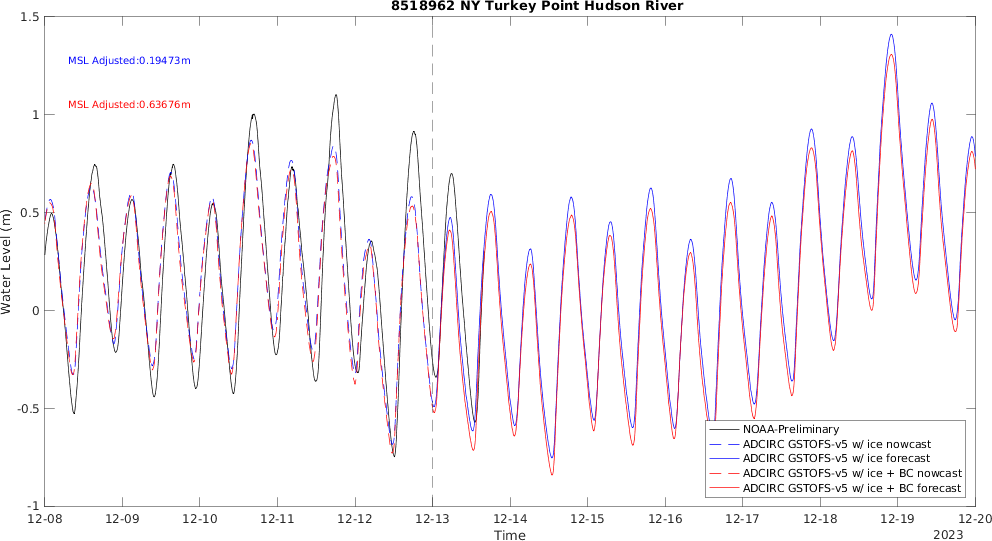 8518962 NY Turkey Point Hudson River
MSL Adjusted:0.19473m
MSL Adjusted:0.63676m
Water Level (m)
1.5
1
0.5
0
-0.5
-1
NOAA-Preliminary
ADCIRC GSTOFS-v5 w/ ice nowcast
ADCIRC GSTOFS-v5 w/ ice forecast
ADCIRC GSTOFS-v5 w/ ice + BC nowcast
ADCIRC GSTOFS-v5 w/ ice + BC forecast
12-08 12-09 12-10 12-11 12-12 12-13 12-14 12-15 12-16 12-17 12-18 12-19 12-20
Time
2023